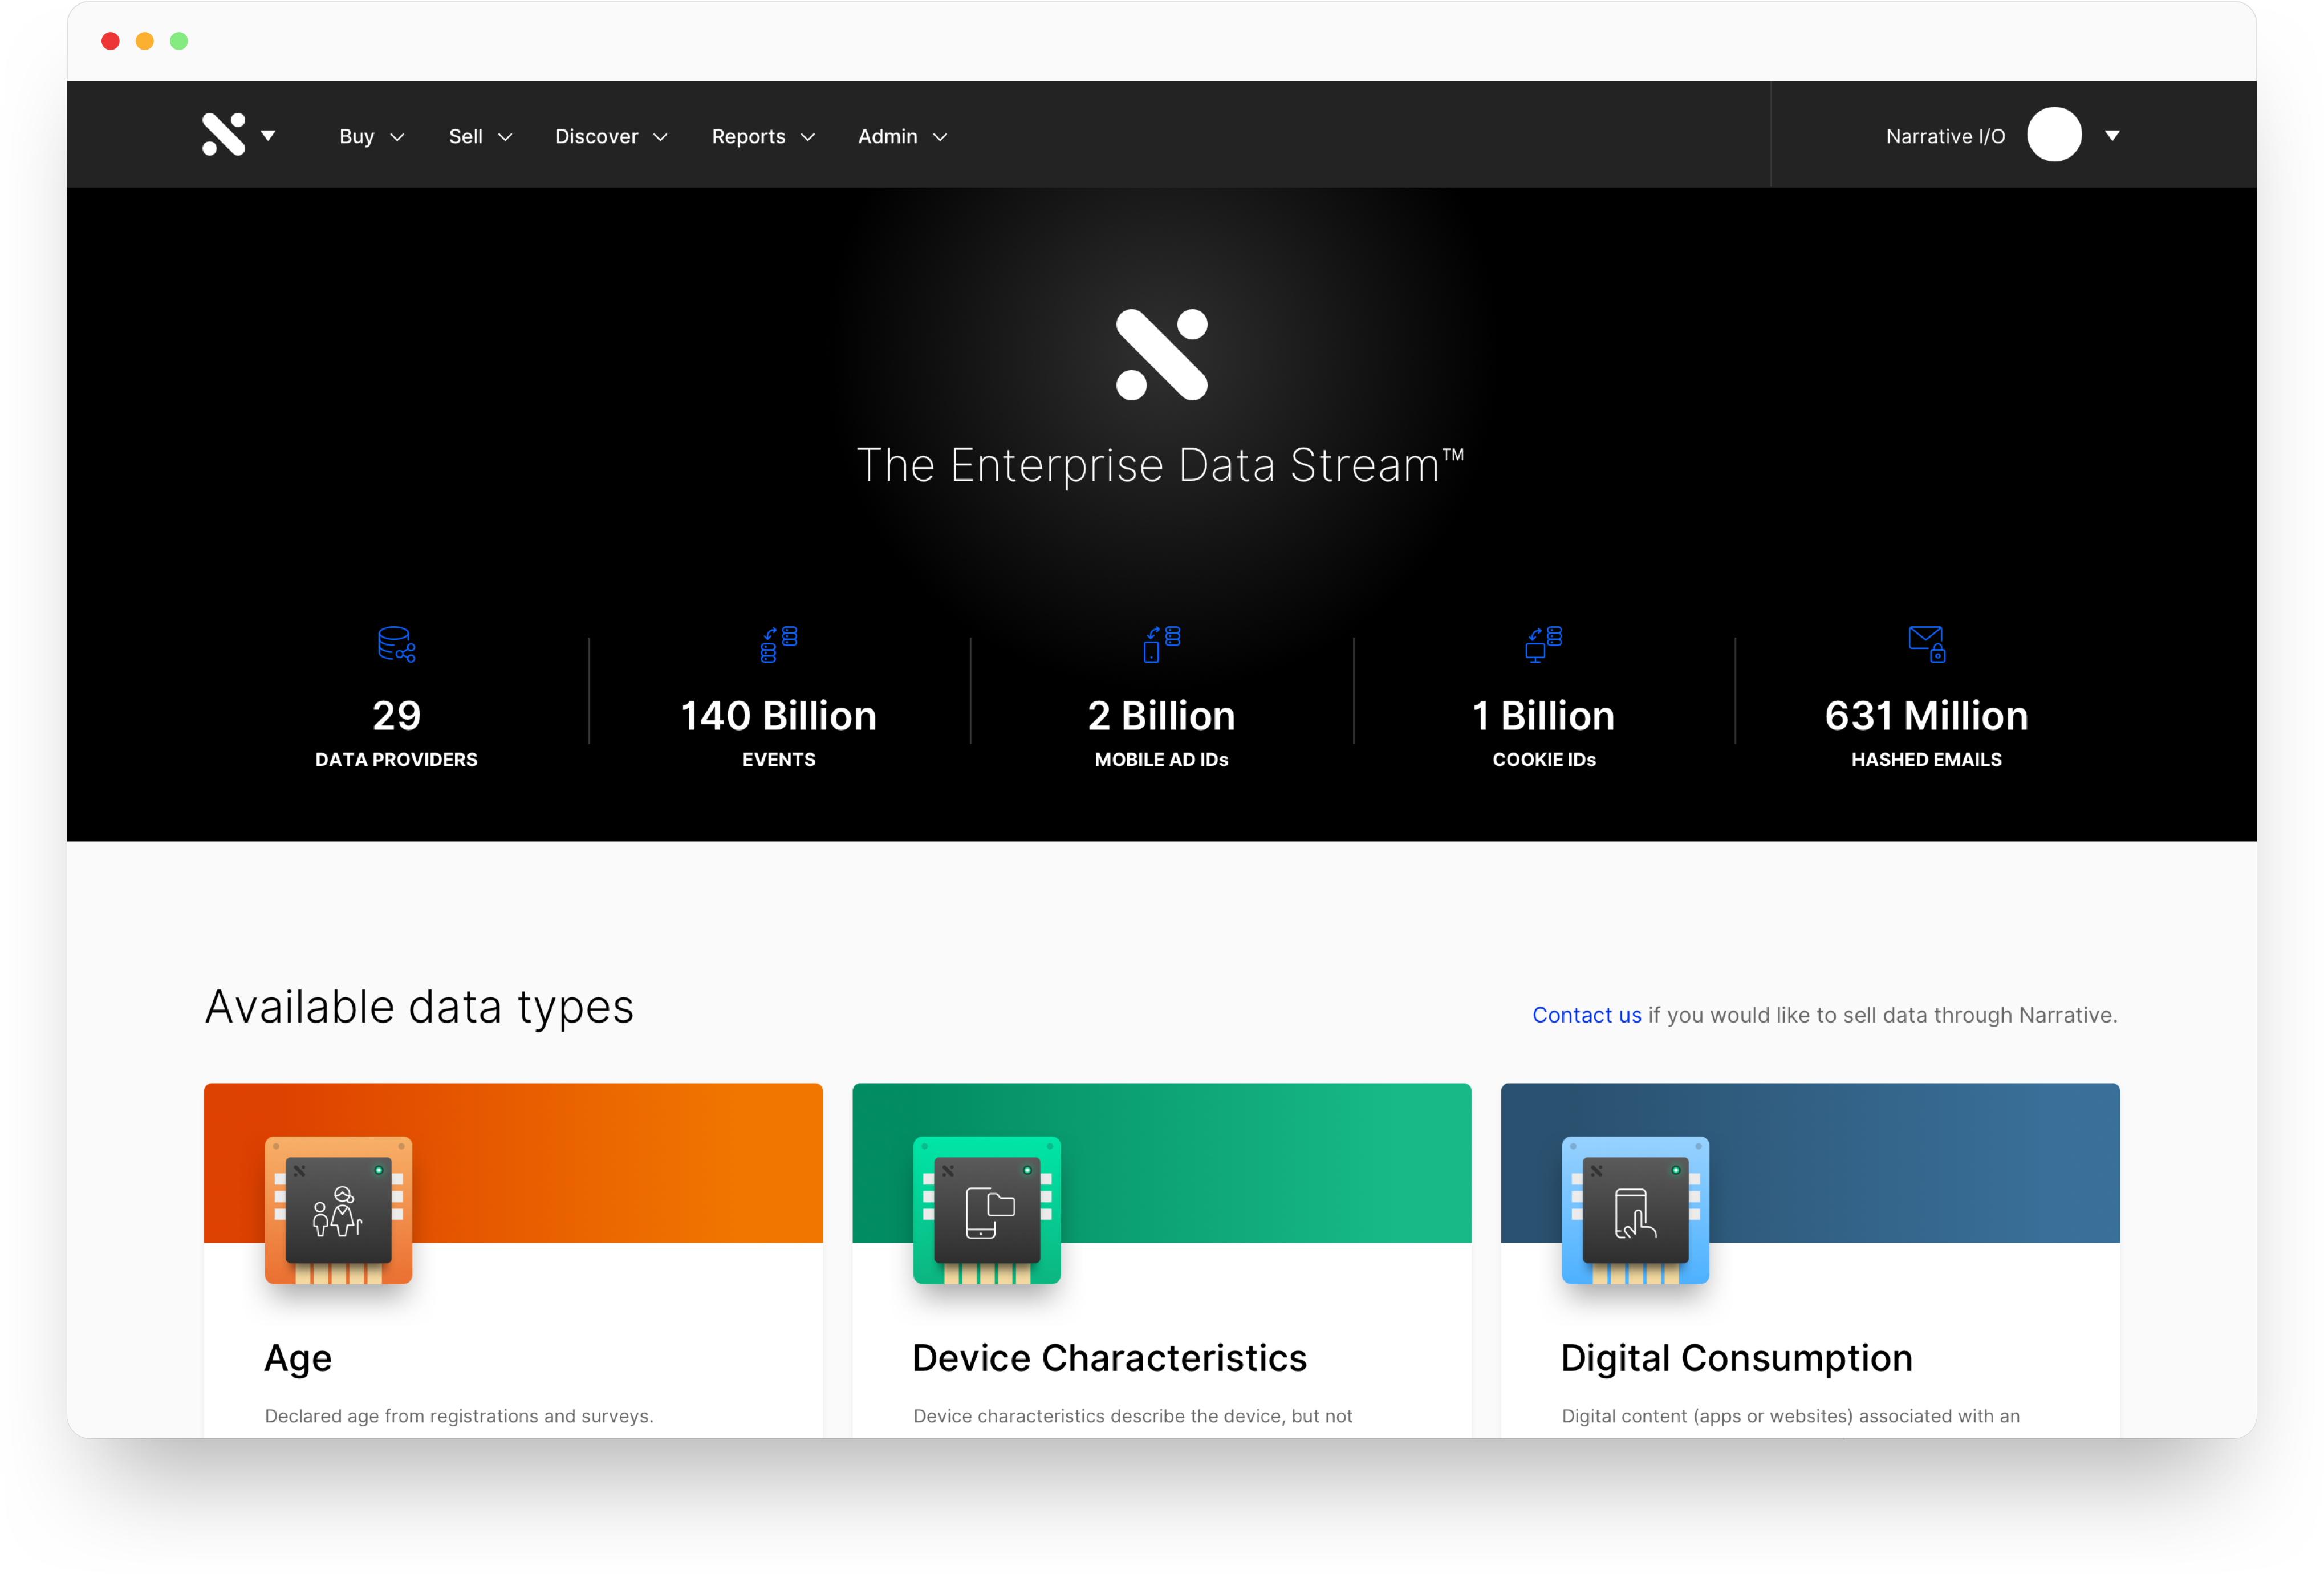 Buy Sell Discover Reports Admin Narrative I/O
The Enterprise Data Stream™
29
DATA PROVIDERS
140 Billion
EVENTS
2 Billion
MOBILE AD IDs
1 Billion
COOKIE IDs
631 Million
HASHED EMAILS
Available data types
Contact us if you would like to sell data through Narrative.
Age
Declared age from registrations and surveys.
Device Characteristics
Device characteristics describe the device, but not
Digital Consumption
Digital content (apps or websites) associated with an